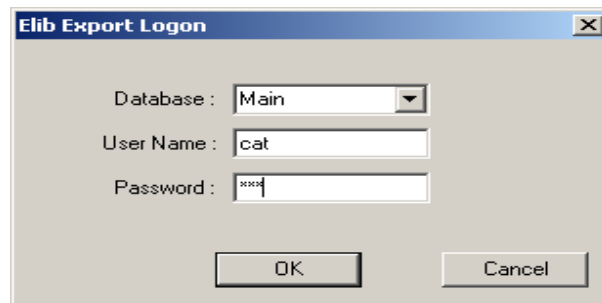 Elib Export Logon
Database : Main
User Name : cat
Password : ***
OK Cancel